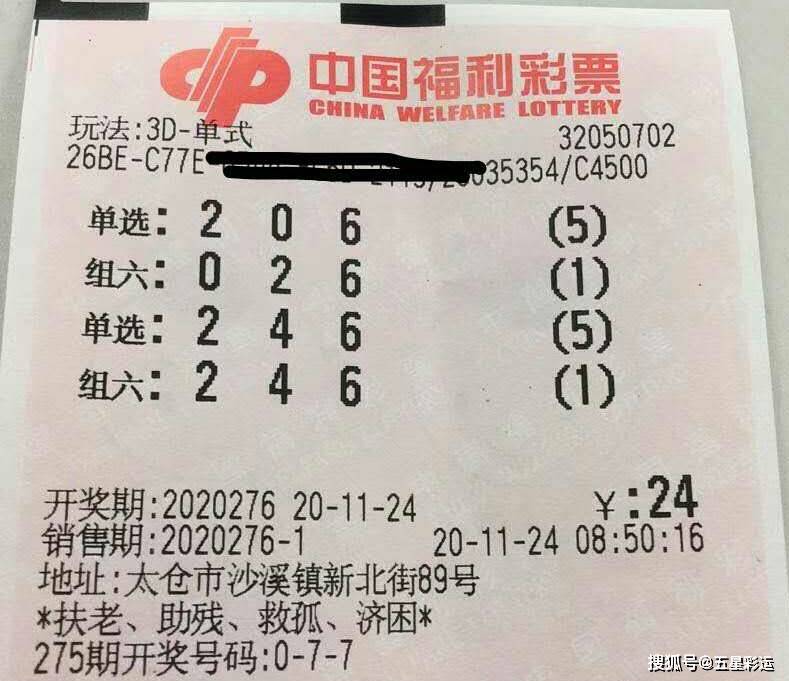 中国福利彩票
CHINA WELFARE LOTTERY
玩法:3D-单式 32050702
26BE-C77E 035354/C4500
单选: 2 0 6 (5)
组六: 0 2 6 (1)
单选: 2 4 6 (5)
组六: 2 4 6 (1)
开奖期:2020276 20-11-24 ¥:24
销售期:2020276-1 20-11-24 08:50:16
地址:太仓市沙溪镇新北街89号
*扶老、助残、救孤、济困*
275期开奖号码:0-7-7
搜狐号@五星彩运